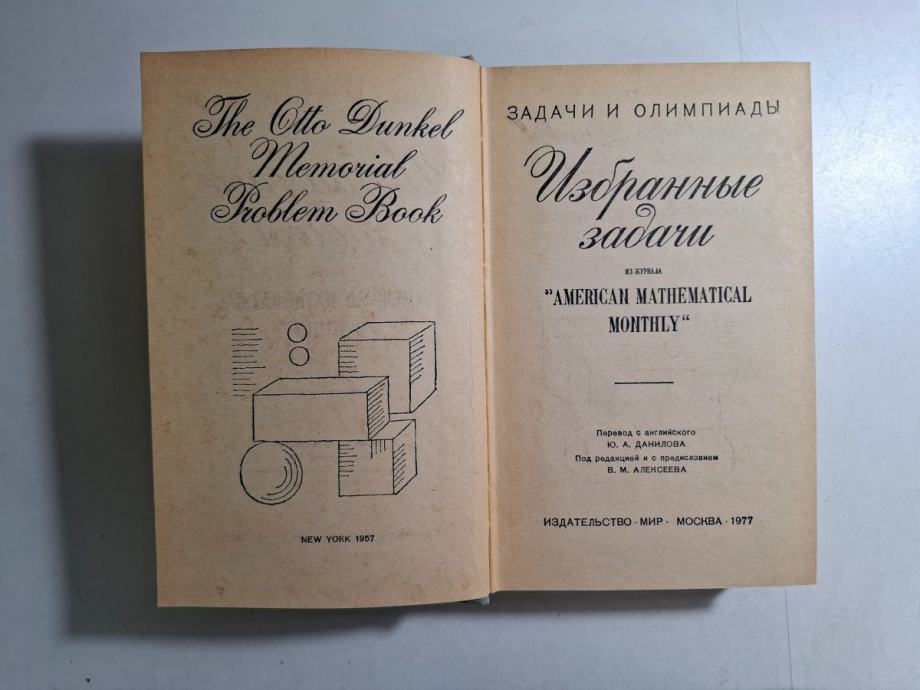 The Otto Dunkel
Memorial
Problem Book
NEW YORK 1957
ЗАДАЧИ И ОЛИМПИАДЫ
Избранные
задачи
ИЗ ЖУРНАЛА
"AMERICAN MATHEMATICAL
MONTHLY"
Перевод с английского
Ю. А. ДАНИЛОВА
Под редакцией и с предисловием
В. М. АЛЕКСЕЕВА
ИЗДАТЕЛЬСТВО · МИР · МОСКВА · 1977